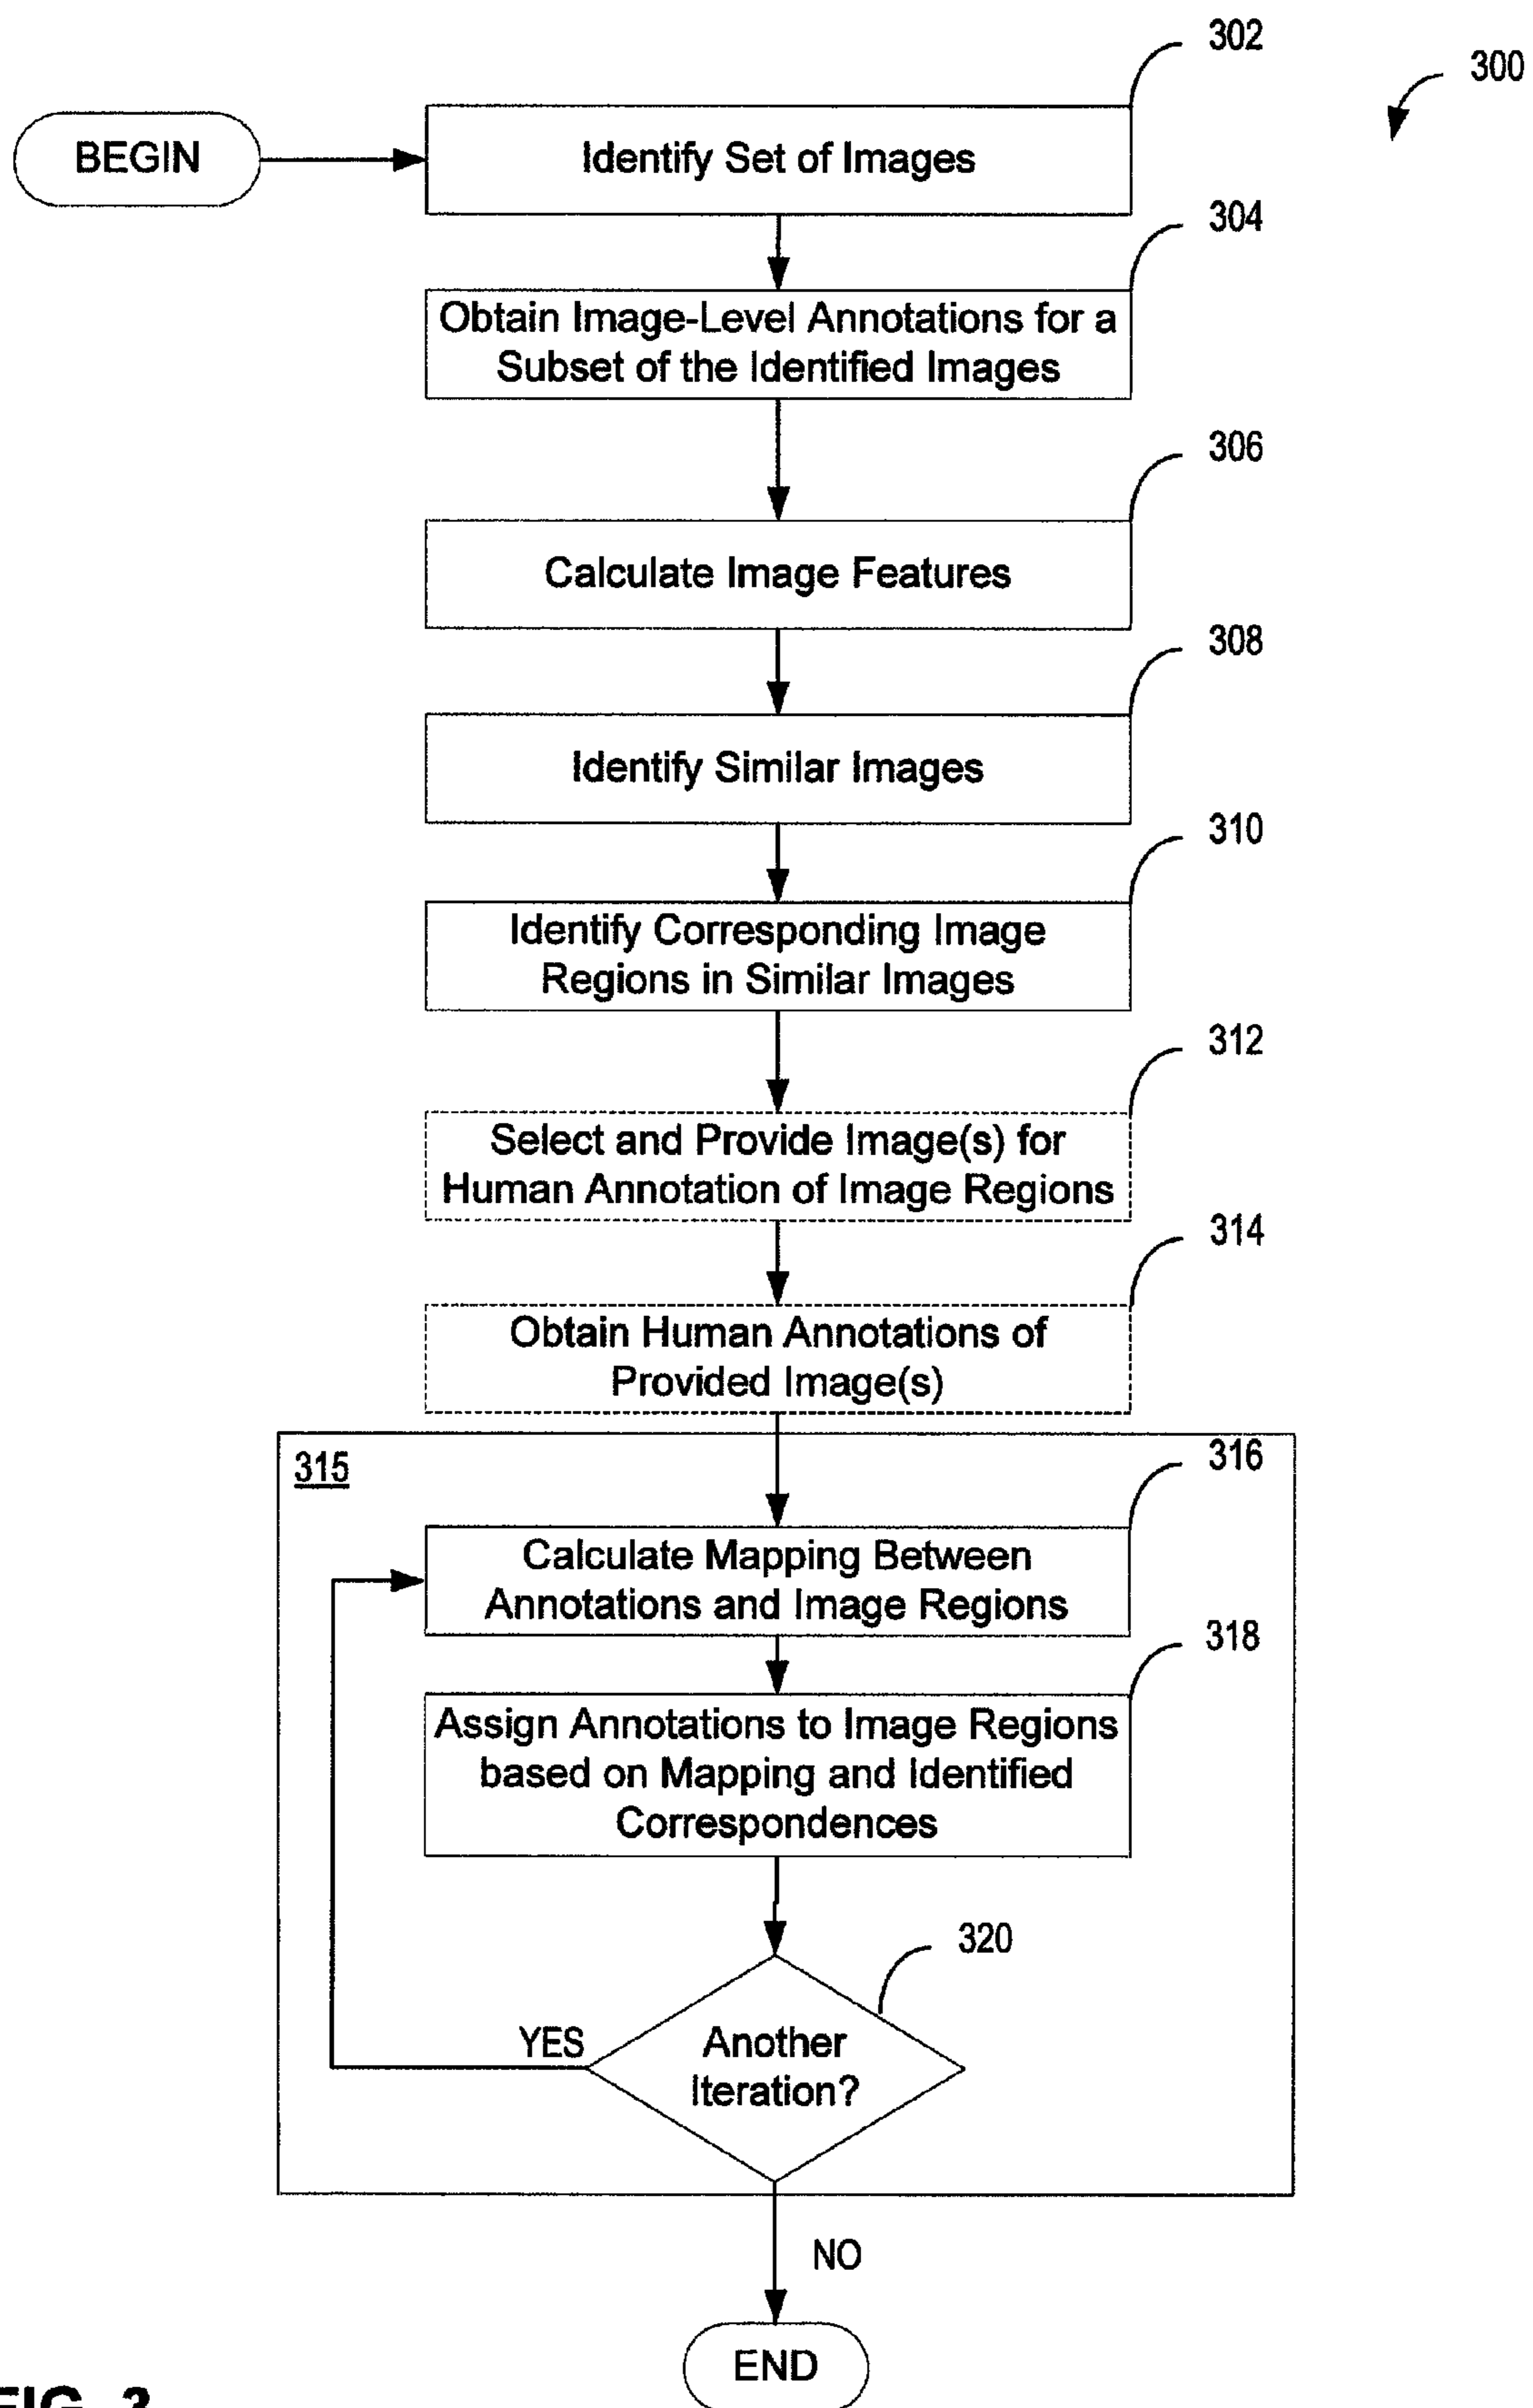 302
300
BEGIN
Identify Set of Images
304
Obtain Image-Level Annotations for a
Subset of the Identified Images
306
Calculate Image Features
308
Identify Similar Images
310
Identify Corresponding Image
Regions in Similar Images
312
Select and Provide Image(s) for
Human Annotation of Image Regions
314
Obtain Human Annotations of
Provided Image(s)
315
316
Calculate Mapping Between
Annotations and Image Regions
318
Assign Annotations to Image Regions
based on Mapping and Identified
Correspondences
320
YES
Another
Iteration?
NO
END